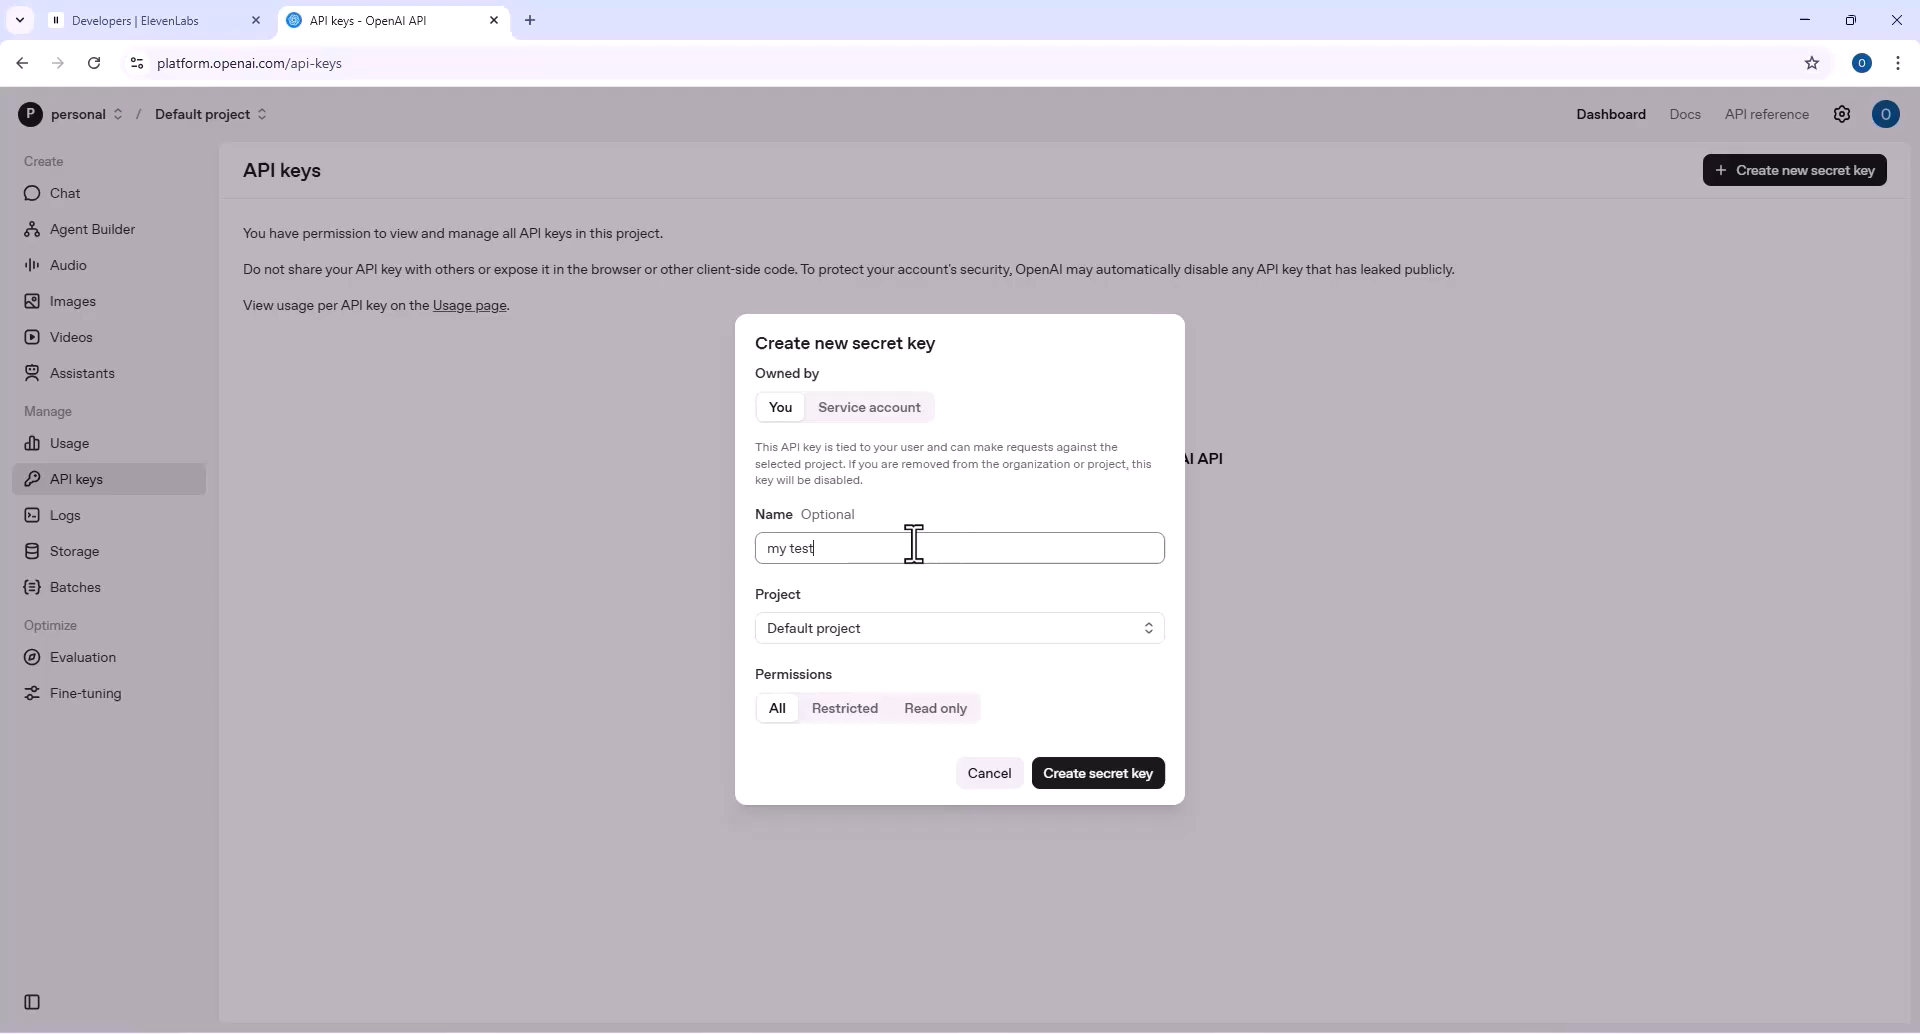 Developers | ElevenLabs
API keys - OpenAI API
platform.openai.com/api-keys
O
P personal / Default project
Dashboard Docs API reference O
Create
Chat
Agent Builder
Audio
Images
Videos
Assistants
Manage
Usage
API keys
Logs
Storage
Batches
Optimize
Evaluation
Fine-tuning
API keys
+ Create new secret key
You have permission to view and manage all API keys in this project.
Do not share your API key with others or expose it in the browser or other client-side code. To protect your account's security, OpenAI may automatically disable any API key that has leaked publicly.
View usage per API key on the Usage page.
AI API
Create new secret key
Owned by
You Service account
This API key is tied to your user and can make requests against the
selected project. If you are removed from the organization or project, this
key will be disabled.
Name Optional
my test
Project
Default project
Permissions
All Restricted Read only
Cancel Create secret key